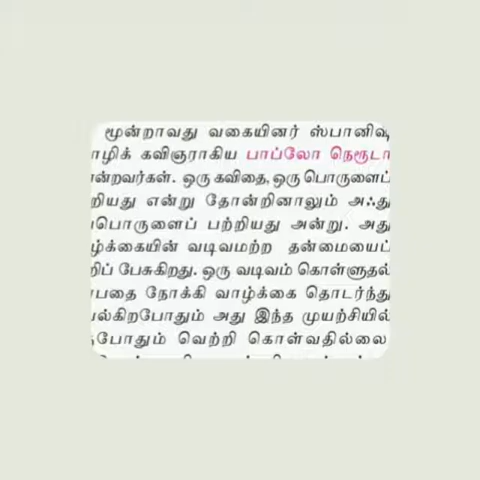 மூன்றாவது வகையினர் ஸ்பானிஷ
ாழிக் கவிஞராகிய பாப்லோ நெரூடா
ன்றவர்கள். ஒரு கவிதை, ஒரு பொருளைப்
றியது என்று தோன்றினாலும் அஃது
பொருளைப் பற்றியது அன்று. அது
ழ்க்கையின் வடிவமற்ற தன்மையைப்
றிப் பேசுகிறது. ஒரு வடிவம் கொள்ளுதல்
பதை நோக்கி வாழ்க்கை தொடர்ந்து
ல்கிறபோதும் அது இந்த முயற்சியில்
போதும் வெற்றி கொள்வதில்லை